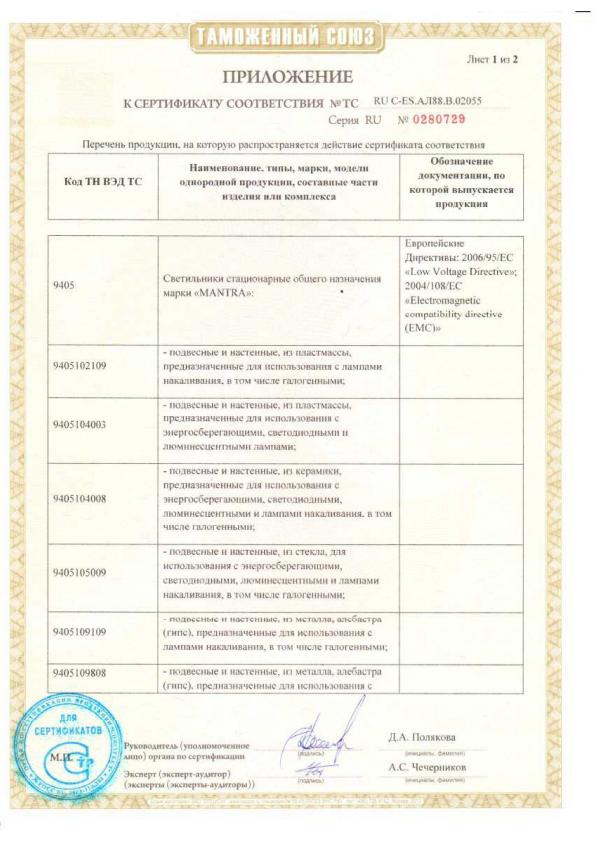 ТАМОЖЕННЫЙ СОЮЗ
Лист 1 из 2
ПРИЛОЖЕНИЕ
К СЕРТИФИКАТУ СООТВЕТСТВИЯ № ТС RU C-ES.АЛ88.В.02055
Серия RU № 0280729
Перечень продукции, на которую распространяется действие сертификата соответствия
Код ТН ВЭД ТС
Наименование, типы, марки, модели
однородной продукции, составные части
изделия или комплекса
Обозначение
документации, по
которой выпускается
продукция
9405
Светильники стационарные общего назначения
марки «MANTRA»:
Европейские
Директивы: 2006/95/EC
«Low Voltage Directive»;
2004/108/EC
«Electromagnetic
compatibility directive
(EMC)»
9405102109
- подвесные и настенные, из пластмассы,
предназначенные для использования с лампами
накаливания, в том числе галогенными;
9405104003
- подвесные и настенные, из пластмассы,
предназначенные для использования с
энергосберегающими, светодиодными и
люминесцентными лампами;
9405104008
- подвесные и настенные, из керамики,
предназначенные для использования с
энергосберегающими, светодиодными,
люминесцентными и лампами накаливания, в том
числе галогенными;
9405105009
- подвесные и настенные, из стекла, для
использования с энергосберегающими,
светодиодными, люминесцентными и лампами
накаливания, в том числе галогенными;
9405109109
- подвесные и настенные, из металла, алебастра
(гипс), предназначенные для использования с
лампами накаливания, в том числе галогенными;
9405109808
- подвесные и настенные, из металла, алебастра
(гипс), предназначенные для использования с
ДЛЯ
СЕРТИФИКАТОВ
М.П.
Руководитель (уполномоченное
лицо) органа по сертификации
(подпись)
Д.А. Полякова
(инициалы, фамилия)
Эксперт (эксперт-аудитор)
(эксперты (эксперты-аудиторы))
(подпись)
А.С. Чечерников
(инициалы, фамилия)